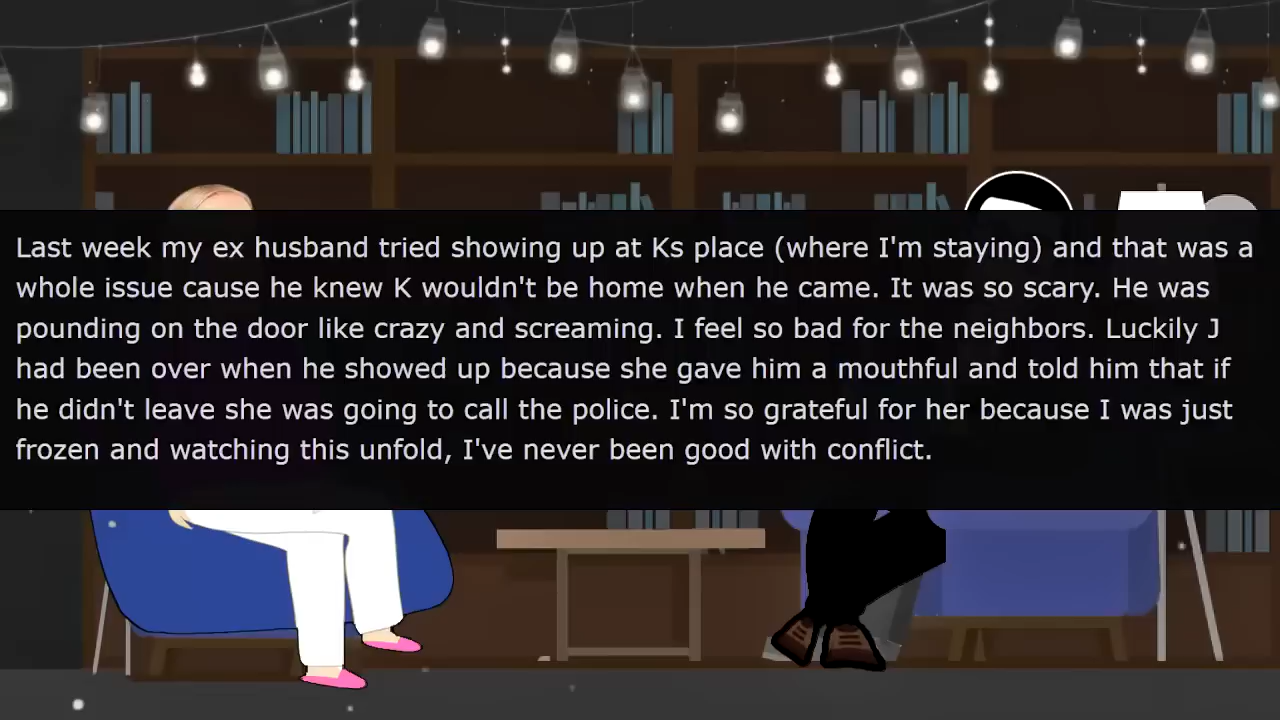 Last week my ex husband tried showing up at Ks place (where I'm staying) and that was a
whole issue cause he knew K wouldn't be home when he came. It was so scary. He was
pounding on the door like crazy and screaming. I feel so bad for the neighbors. Luckily J
had been over when he showed up because she gave him a mouthful and told him that if
he didn't leave she was going to call the police. I'm so grateful for her because I was just
frozen and watching this unfold, I've never been good with conflict.